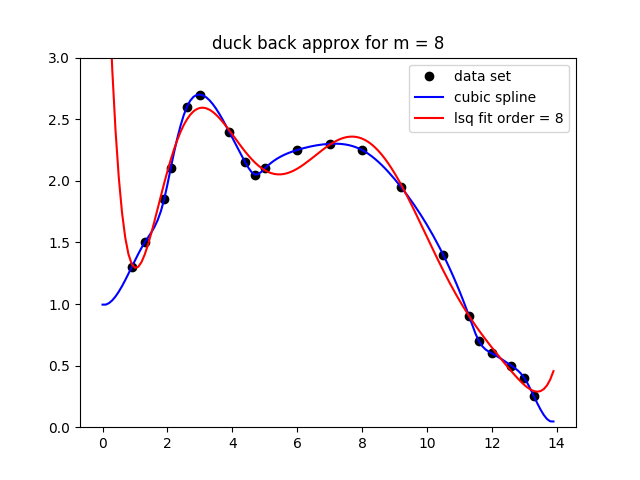 duck back approx for m = 8
data set
cubic spline
lsq fit order = 8
3.0
2.5
2.0
1.5
1.0
0.5
0.0
0 2 4 6 8 10 12 14